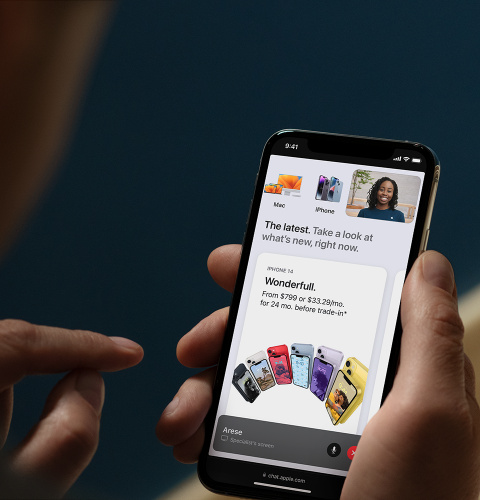 9:41
Mac
iPhone
The latest. Take a look at
what's new, right now.
IPHONE 14
Wonderfull.
From $799 or $33.29/mo.
for 24 mo. before trade-in*
Arese
Specialist's screen
chat.apple.com